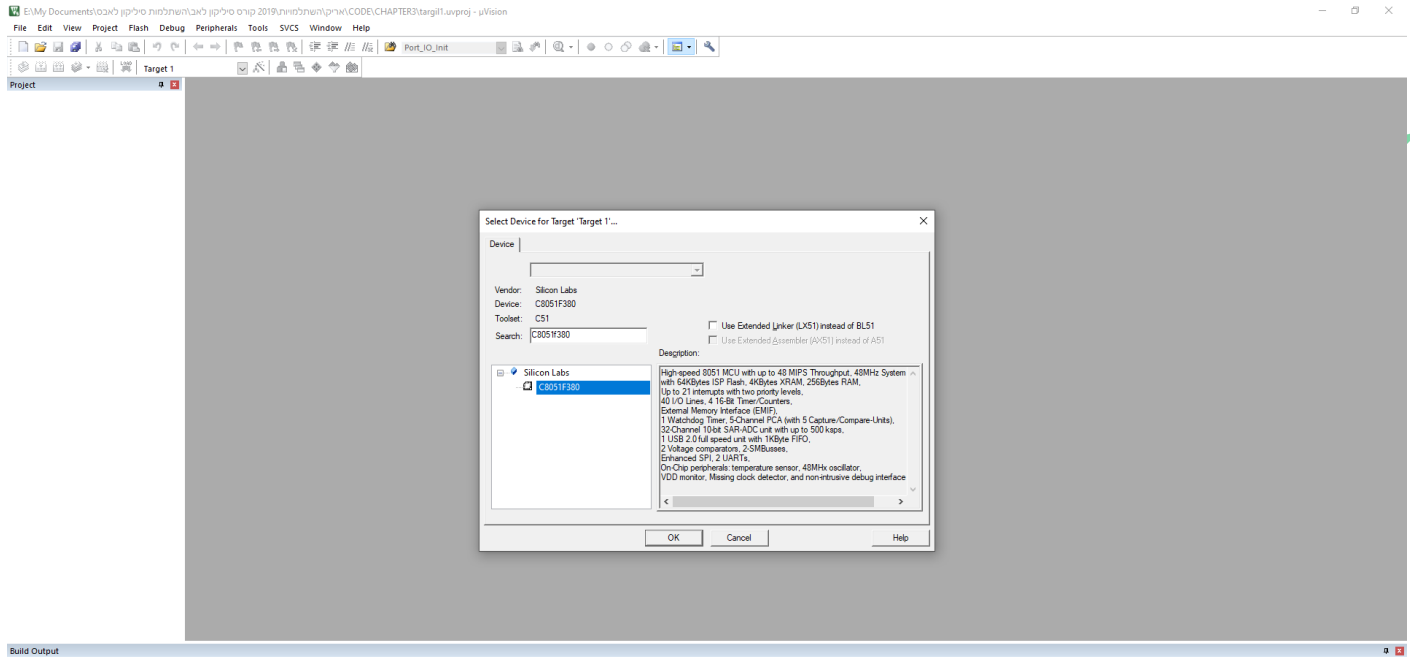 E:\My Documents\השתלמות סיליקון לאבס\השתלמויות\2019 קורס סיליקון לאב\אריק\CODE\CHAPTER3\targil1.uvproj - µVision
File Edit View Project Flash Debug Peripherals Tools SVCS Window Help
Port_IO_Init
LOAD Target 1
Project
Select Device for Target 'Target 1'...
Device
Vendor: Silicon Labs
Device: C8051F380
Toolset: C51
Search: C8051f380
Use Extended Linker (LX51) instead of BL51
Use Extended Assembler (AX51) instead of A51
Description:
Silicon Labs
C8051F380
High-speed 8051 MCU with up to 48 MIPS Throughput, 48MHz System
with 64KBytes ISP Flash, 4KBytes XRAM, 256Bytes RAM,
Up to 21 interrupts with two priority levels,
40 I/O Lines, 4 16-Bit Timer/Counters,
External Memory Interface (EMIF),
1 Watchdog Timer, 5-Channel PCA (with 5 Capture/Compare-Units),
32-Channel 10-bit SAR-ADC unit with up to 500 ksps,
1 USB 2.0 full speed unit with 1KByte FIFO,
2 Voltage comparators, 2-SMBusses,
Enhanced SPI, 2 UARTs,
On-Chip peripherals: temperature sensor, 48MHx oscillator,
VDD monitor, Missing clock detector, and non-intrusive debug interface
OK Cancel Help
Build Output